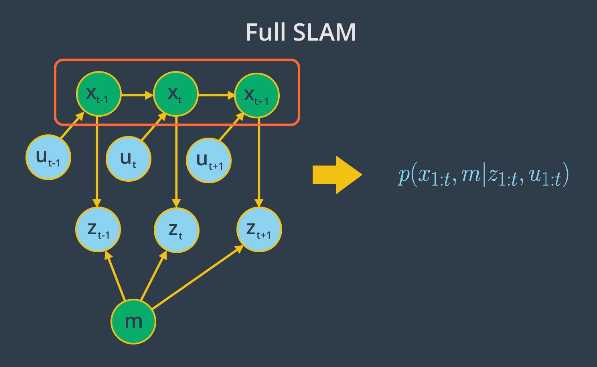 Full SLAM
x_{t-1} x_t x_{t+1}
u_{t-1} u_t u_{t+1}
p(x_{1:t}, m|z_{1:t}, u_{1:t})
z_{t-1} z_t z_{t+1}
m